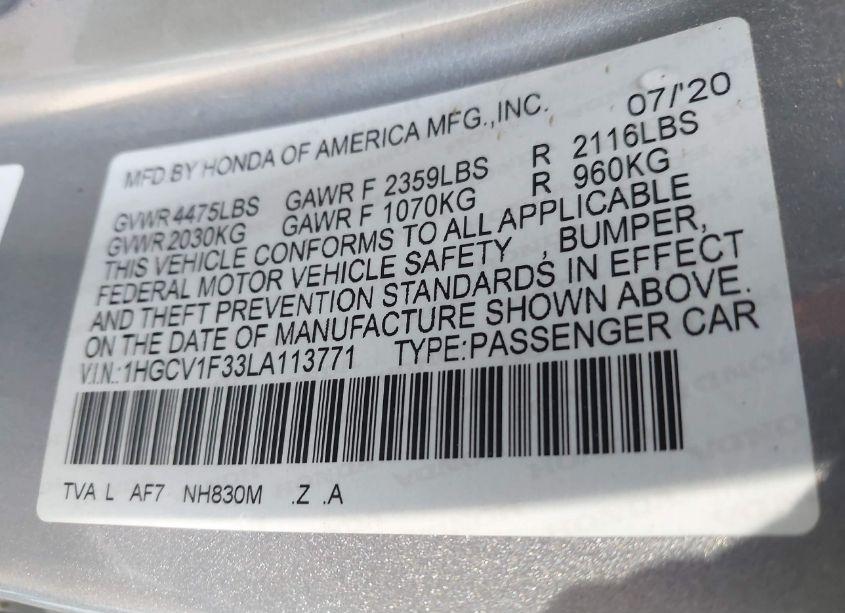 MFD.BY HONDA OF AMERICA MFG.,INC. 07/'20
GVWR 4475LBS GAWR F 2359LBS R 2116LBS
GVWR 2030KG GAWR F 1070KG R 960KG
THIS VEHICLE CONFORMS TO ALL APPLICABLE
FEDERAL MOTOR VEHICLE SAFETY , BUMPER,
AND THEFT PREVENTION STANDARDS IN EFFECT
ON THE DATE OF MANUFACTURE SHOWN ABOVE.
V.I.N.:1HGCV1F33LA113771 TYPE:PASSENGER CAR
TVA L AF7 NH830M .Z .A